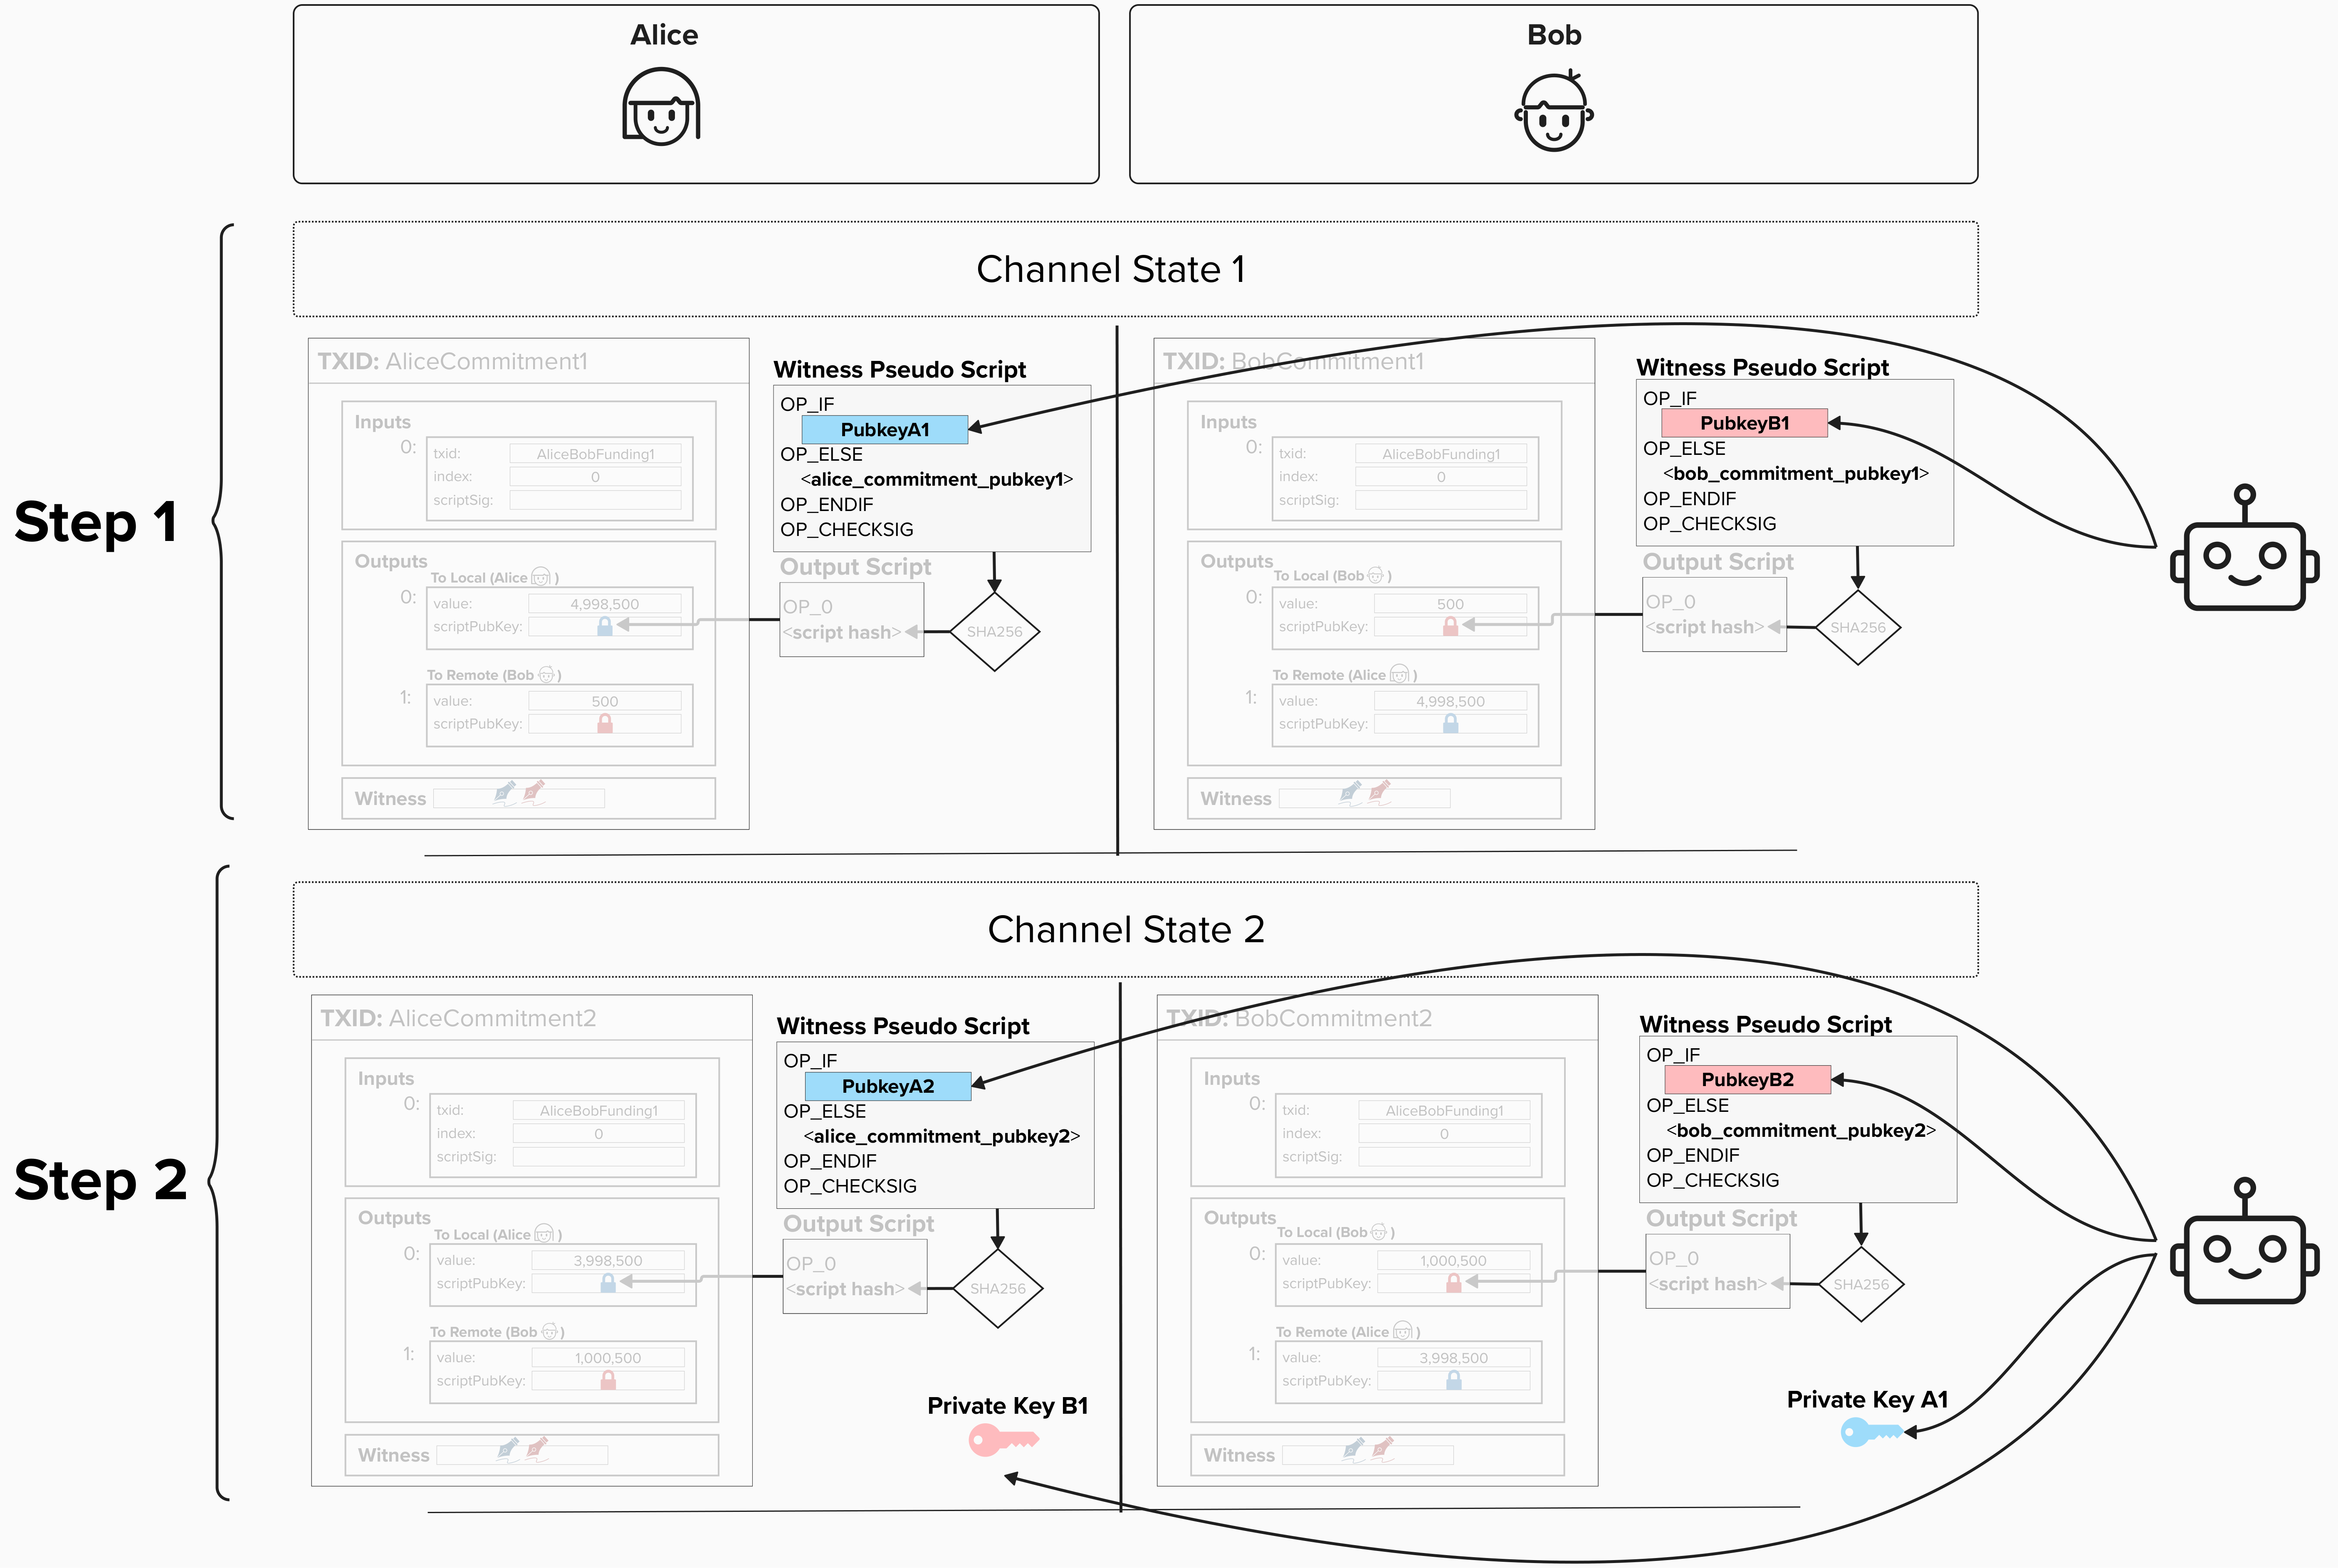 Alice
Bob
Step 1
Channel State 1
TXID: AliceCommitment1
Inputs
0:
txid: AliceBobFunding1
index: 0
scriptSig:
Outputs
To Local (Alice )
0:
value: 4,998,500
scriptPubKey:
To Remote (Bob )
1:
value: 500
scriptPubKey:
Witness
Witness Pseudo Script
OP_IF
PubkeyA1
OP_ELSE
<alice_commitment_pubkey1>
OP_ENDIF
OP_CHECKSIG
Output Script
OP_0
<script hash>
SHA256
TXID: BobCommitment1
Inputs
0:
txid: AliceBobFunding1
index: 0
scriptSig:
Outputs
To Local (Bob )
0:
value: 500
scriptPubKey:
To Remote (Alice )
1:
value: 4,998,500
scriptPubKey:
Witness
Witness Pseudo Script
OP_IF
PubkeyB1
OP_ELSE
<bob_commitment_pubkey1>
OP_ENDIF
OP_CHECKSIG
Output Script
OP_0
<script hash>
SHA256
Step 2
Channel State 2
TXID: AliceCommitment2
Inputs
0:
txid: AliceBobFunding1
index: 0
scriptSig:
Outputs
To Local (Alice )
0:
value: 3,998,500
scriptPubKey:
To Remote (Bob )
1:
value: 1,000,500
scriptPubKey:
Witness
Witness Pseudo Script
OP_IF
PubkeyA2
OP_ELSE
<alice_commitment_pubkey2>
OP_ENDIF
OP_CHECKSIG
Output Script
OP_0
<script hash>
SHA256
Private Key B1
TXID: BobCommitment2
Inputs
0:
txid: AliceBobFunding1
index: 0
scriptSig:
Outputs
To Local (Bob )
0:
value: 1,000,500
scriptPubKey:
To Remote (Alice )
1:
value: 3,998,500
scriptPubKey:
Witness
Witness Pseudo Script
OP_IF
PubkeyB2
OP_ELSE
<bob_commitment_pubkey2>
OP_ENDIF
OP_CHECKSIG
Output Script
OP_0
<script hash>
SHA256
Private Key A1